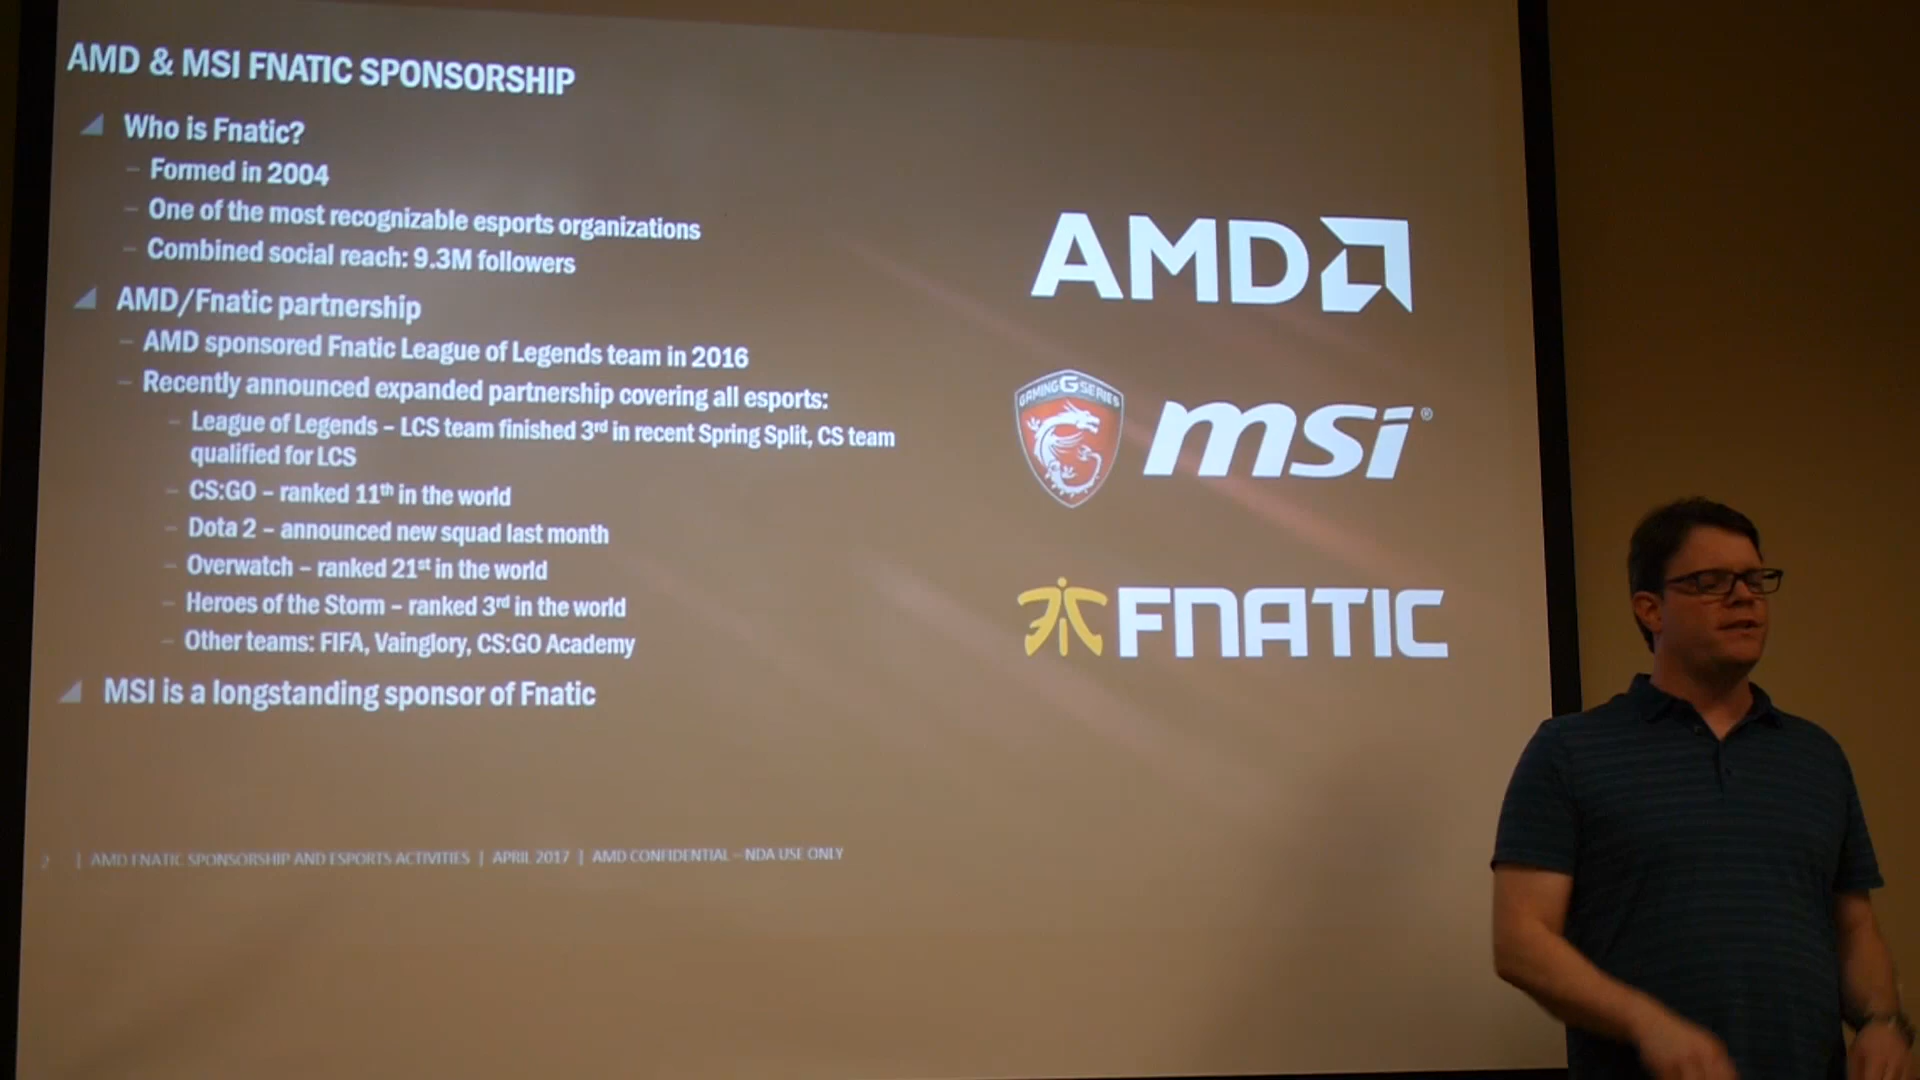 AMD & MSI FNATIC SPONSORSHIP
Who is Fnatic?
– Formed in 2004
– One of the most recognizable esports organizations
– Combined social reach: 9.3M followers
AMD/Fnatic partnership
– AMD sponsored Fnatic League of Legends team in 2016
– Recently announced expanded partnership covering all esports:
– League of Legends – LCS team finished 3rd in recent Spring Split, CS team
qualified for LCS
– CS:GO – ranked 11th in the world
– Dota 2 – announced new squad last month
– Overwatch – ranked 21st in the world
– Heroes of the Storm – ranked 3rd in the world
– Other teams: FIFA, Vainglory, CS:GO Academy
MSI is a longstanding sponsor of Fnatic
AMD
GAMING G SERIES
msi®
FNATIC
2 | AMD FNATIC SPONSORSHIP AND ESPORTS ACTIVITIES | APRIL 2017 | AMD CONFIDENTIAL – NDA USE ONLY